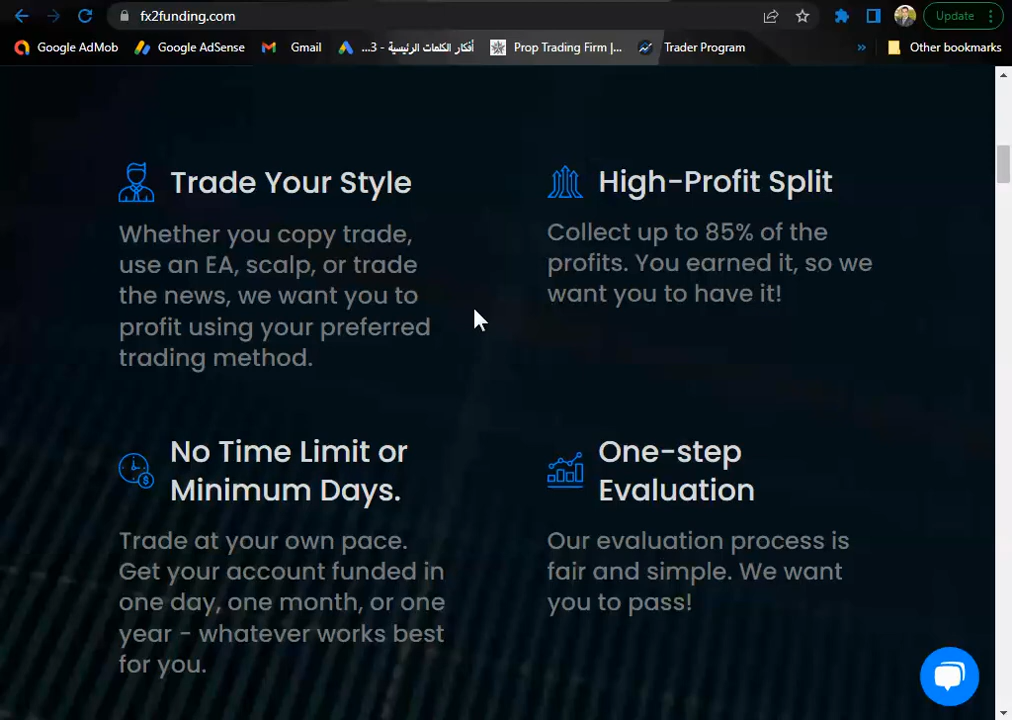 fx2funding.com
Update
Google AdMob
Google AdSense
Gmail
أفكار الكلمات الرئيسية - 3...
Prop Trading Firm |...
Trader Program
»
Other bookmarks
Trade Your Style
Whether you copy trade,
use an EA, scalp, or trade
the news, we want you to
profit using your preferred
trading method.
High-Profit Split
Collect up to 85% of the
profits. You earned it, so we
want you to have it!
No Time Limit or
Minimum Days.
Trade at your own pace.
Get your account funded in
one day, one month, or one
year - whatever works best
for you.
One-step
Evaluation
Our evaluation process is
fair and simple. We want
you to pass!